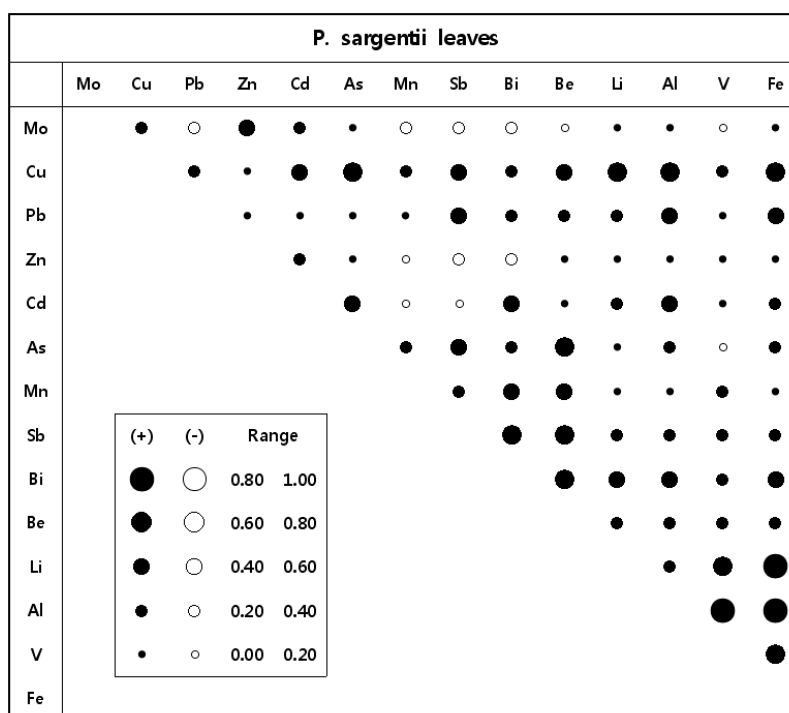 P. sargentii leaves
Mo Cu Pb Zn Cd As Mn Sb Bi Be Li Al V Fe
Mo
Cu
Pb
Zn
Cd
As
Mn
Sb
(+) (-) Range
Bi
0.80 1.00
Be
0.60 0.80
Li
0.40 0.60
Al
0.20 0.40
V
0.00 0.20
Fe